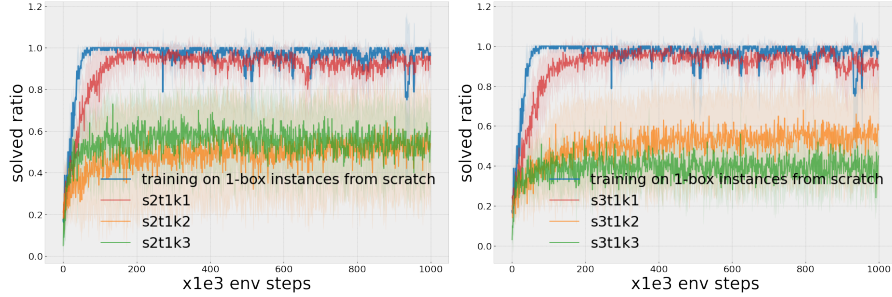 1.2
1.0
0.8
0.6
0.4
0.2
0.0
solved ratio
training on 1-box instances from scratch
s2t1k1
s2t1k2
s2t1k3
0 200 400 600 800 1000
x1e3 env steps
1.2
1.0
0.8
0.6
0.4
0.2
0.0
solved ratio
training on 1-box instances from scratch
s3t1k1
s3t1k2
s3t1k3
0 200 400 600 800 1000
x1e3 env steps